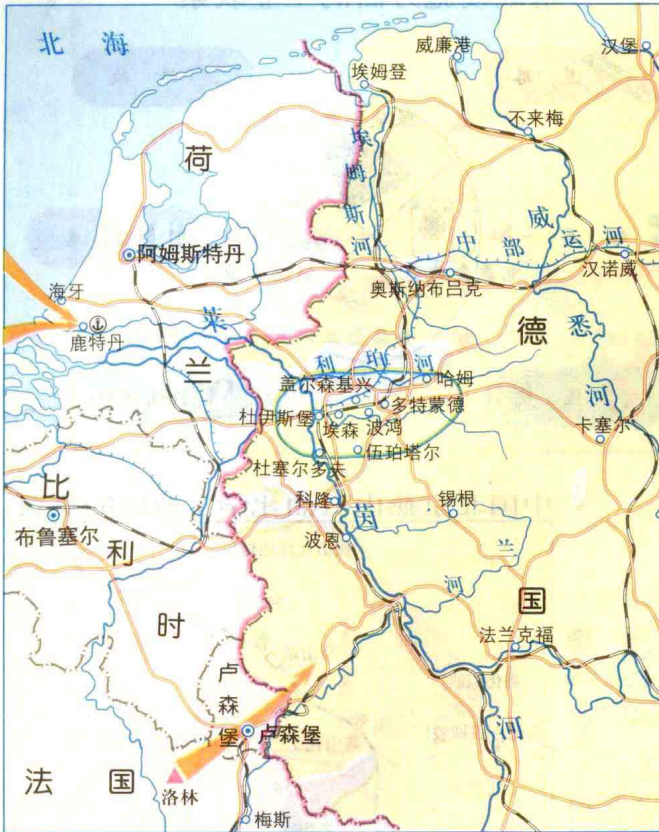 北海
威廉港
汉堡
埃姆登
不来梅
荷兰
埃姆斯河
中部运河
威悉河
阿姆斯特丹
汉诺威
奥斯纳布吕克
海牙
莱茵河
鹿特丹
德国
利珀河
哈姆
盖尔森基兴
多特蒙德
杜伊斯堡
埃森
波鸿
卡塞尔
杜塞尔多夫
伍珀塔尔
比利时
科隆
锡根
布鲁塞尔
波恩
兰河
法兰克福
卢森堡
卢森堡
法国
洛林
梅斯